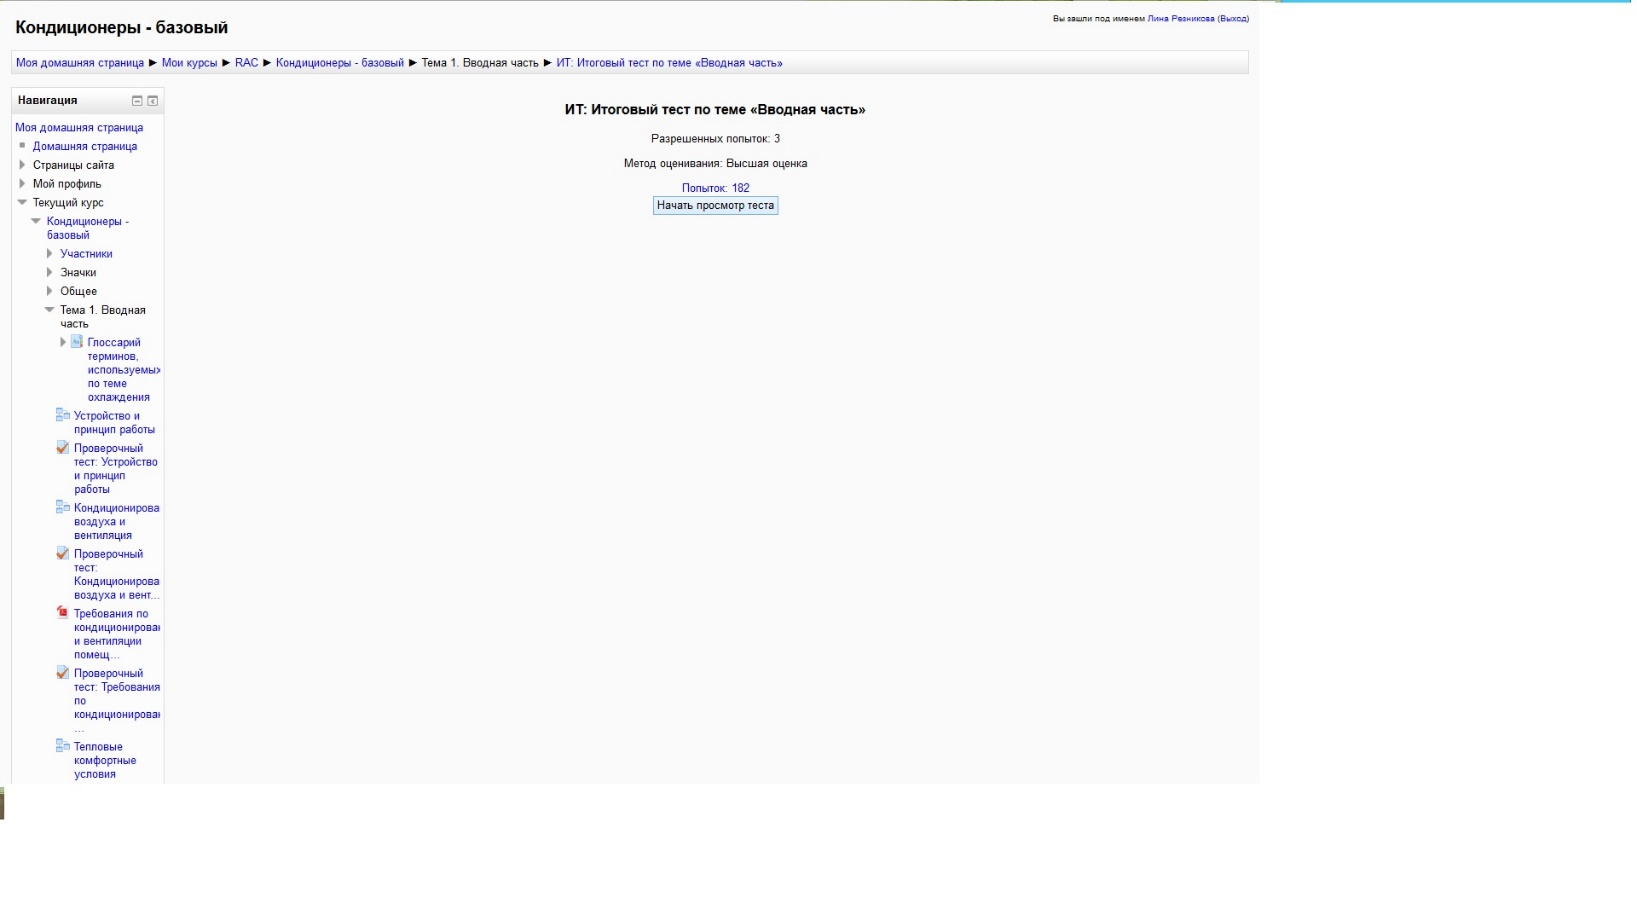 Кондиционеры - базовый
Вы зашли под именем Лина Резникова (Выход)
Моя домашняя страница ► Мои курсы ► RAC ► Кондиционеры - базовый ► Тема 1. Вводная часть ► ИТ: Итоговый тест по теме «Вводная часть»
Навигация
Моя домашняя страница
Домашняя страница
Страницы сайта
Мой профиль
Текущий курс
Кондиционеры -
базовый
Участники
Значки
Общее
Тема 1. Вводная
часть
Глоссарий
терминов,
используемых
по теме
охлаждения
Устройство и
принцип работы
Проверочный
тест: Устройство
и принцип
работы
Кондиционирова
воздуха и
вентиляция
Проверочный
тест:
Кондиционирова
воздуха и вент...
Требования по
кондиционирован
и вентиляции
помещ...
Проверочный
тест: Требования
по
кондиционирован
...
Тепловые
комфортные
условия
ИТ: Итоговый тест по теме «Вводная часть»
Разрешенных попыток: 3
Метод оценивания: Высшая оценка
Попыток: 182
Начать просмотр теста